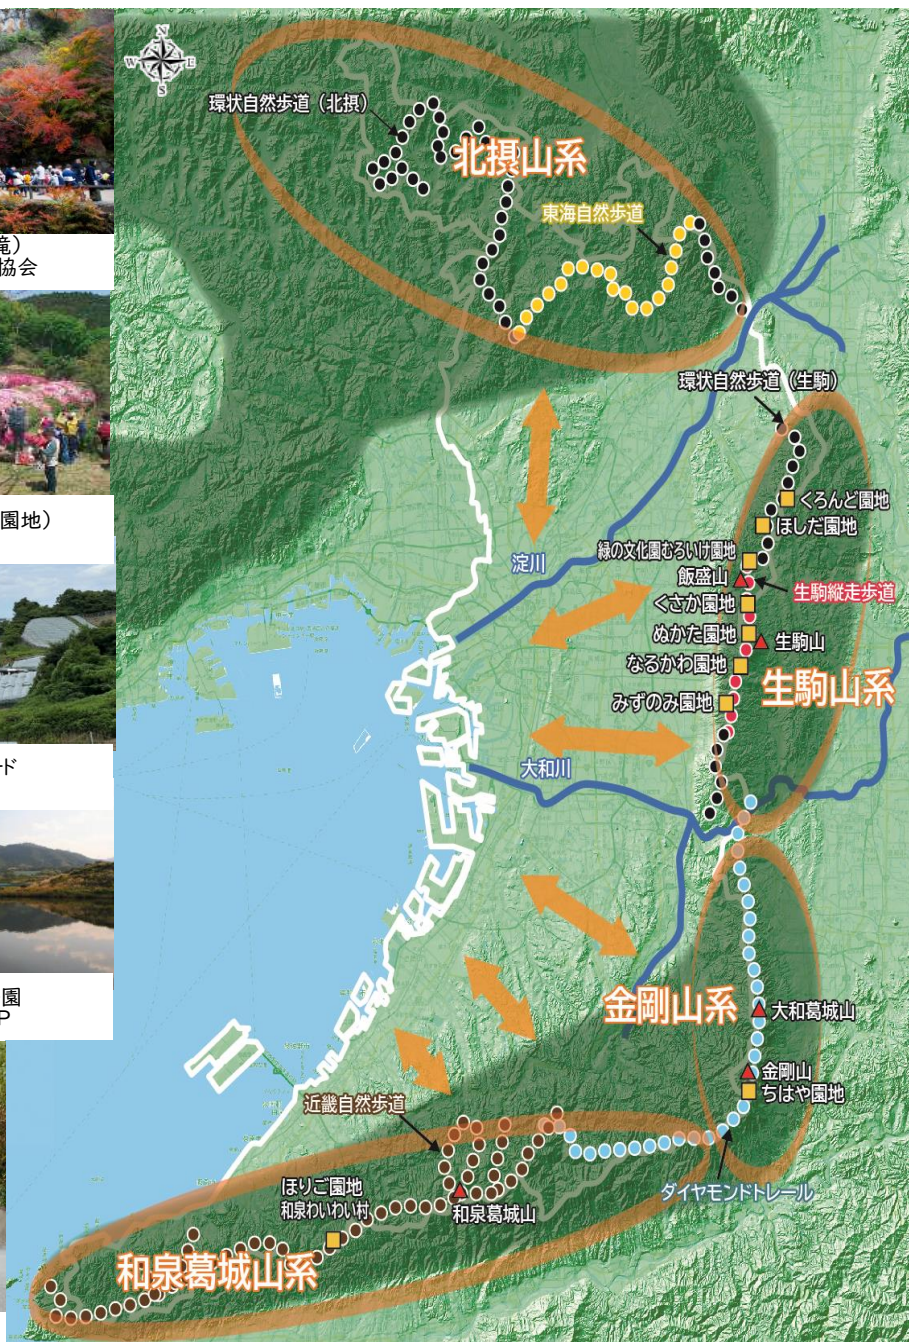 N
W E
S
環状自然歩道（北摂）
北摂山系
東海自然歩道
滝）
協会
環状自然歩道（生駒）
くろんど園地
園地）
ほしだ園地
淀川
緑の文化園むろいけ園地
飯盛山
生駒縦走歩道
くさか園地
ぬかた園地
生駒山
なるかわ園地
生駒山系
みずのみ園地
ド
大和川
園
P
金剛山系
大和葛城山
金剛山
ちはや園地
近畿自然歩道
ダイヤモンドトレール
ほりご園地
和泉わいわい村
和泉葛城山
和泉葛城山系